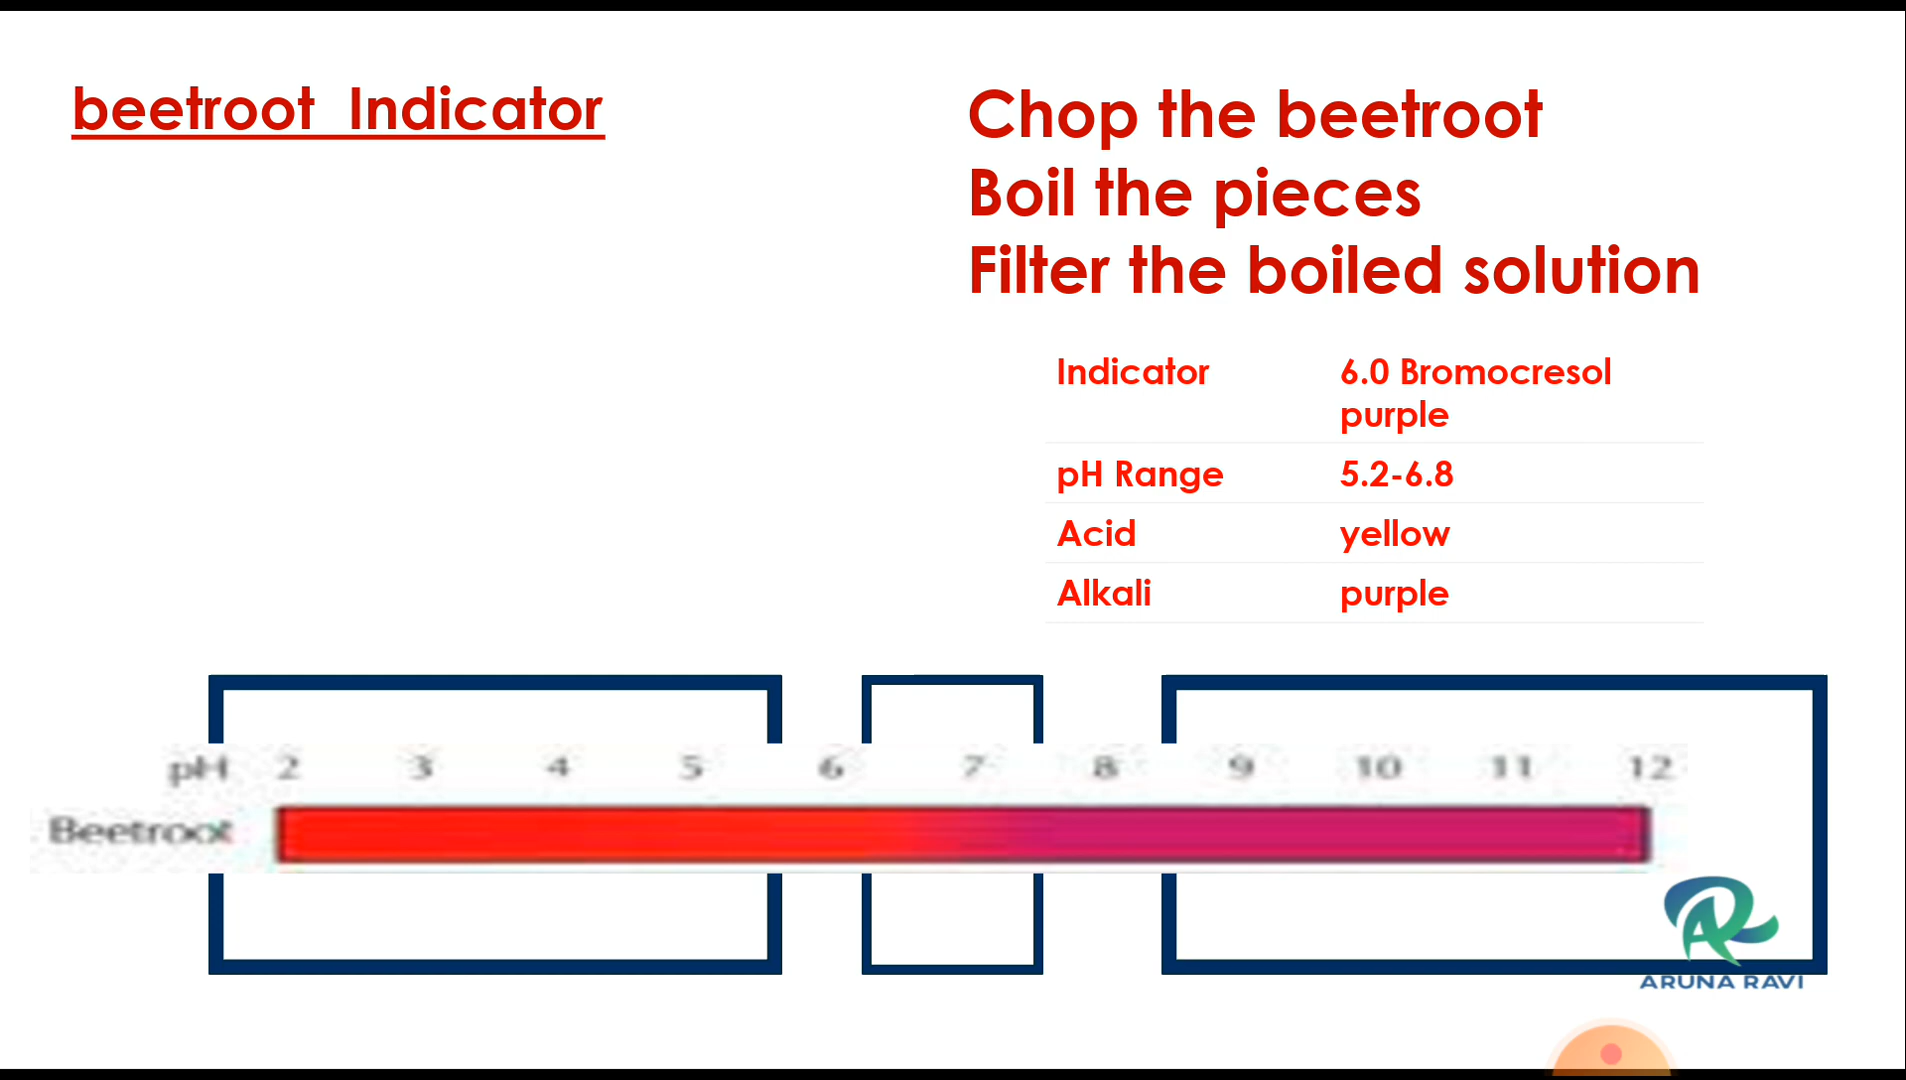 beetroot Indicator
Chop the beetroot
Boil the pieces
Filter the boiled solution
Indicator 6.0 Bromocresol
purple
pH Range 5.2-6.8
Acid yellow
Alkali purple
pH 2 3 4 5 6 7 8 9 10 11 12
Beetroot
ARUNA RAVI